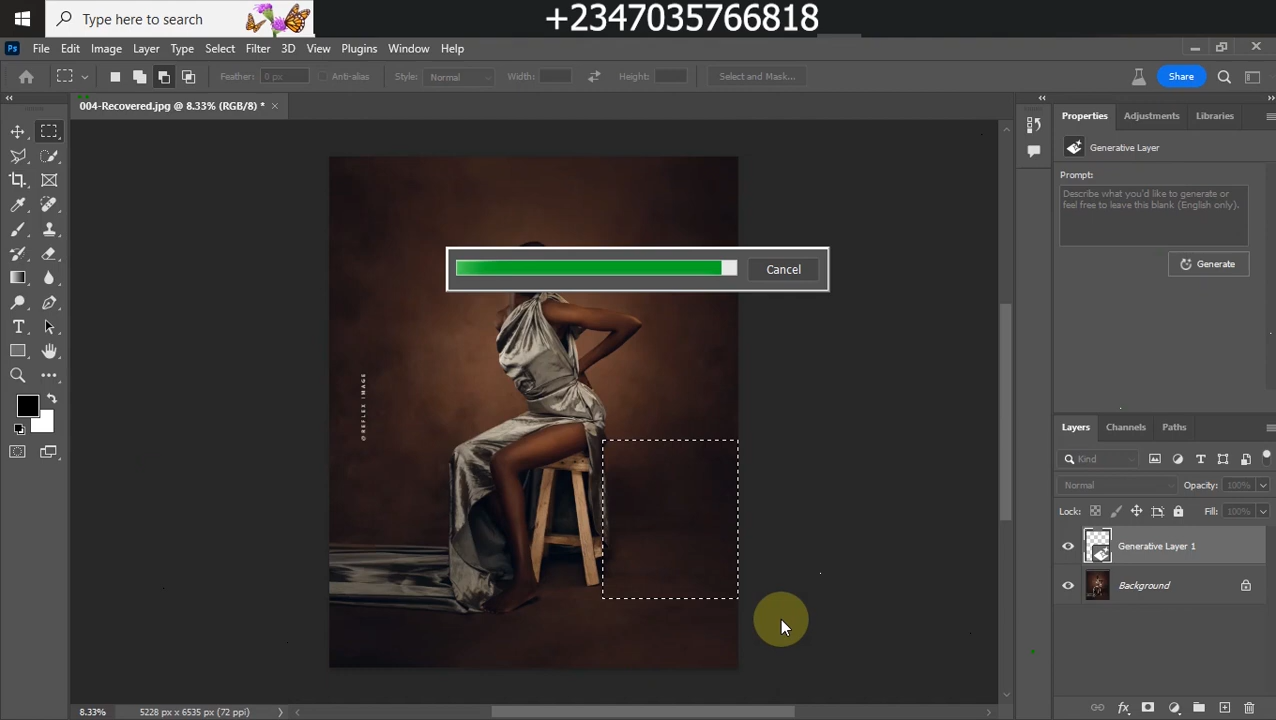 Type here to search
+2347035766818
Ps File Edit Image Layer Type Select Filter 3D View Plugins Window Help
Feather: 0 px Anti-alias Style: Normal Width: Height: Select and Mask... Share
004-Recovered.jpg @ 8.33% (RGB/8) *
Properties Adjustments Libraries
Generative Layer
Prompt:
Describe what you'd like to generate or
feel free to leave this blank (English only).
Generate
Cancel
@REFLEX IMAGE
T
Layers Channels Paths
Kind
Normal Opacity: 100%
Lock: Fill: 100%
Generative Layer 1
Background
fx
8.33% 5228 px x 6535 px (72 ppi)